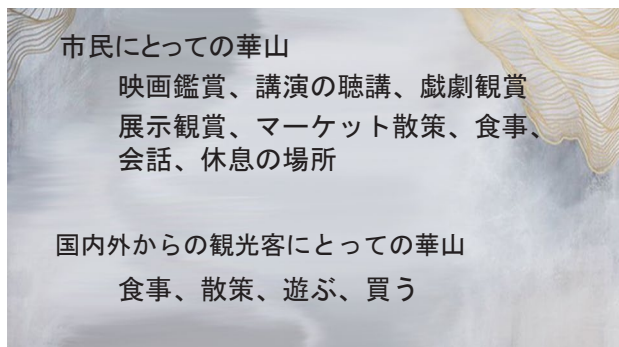 市民にとっての華山
映画鑑賞、講演の聴講、戯劇観賞
展示観賞、マーケット散策、食事、
会話、休息の場所
国内外からの観光客にとっての華山
食事、散策、遊ぶ、買う